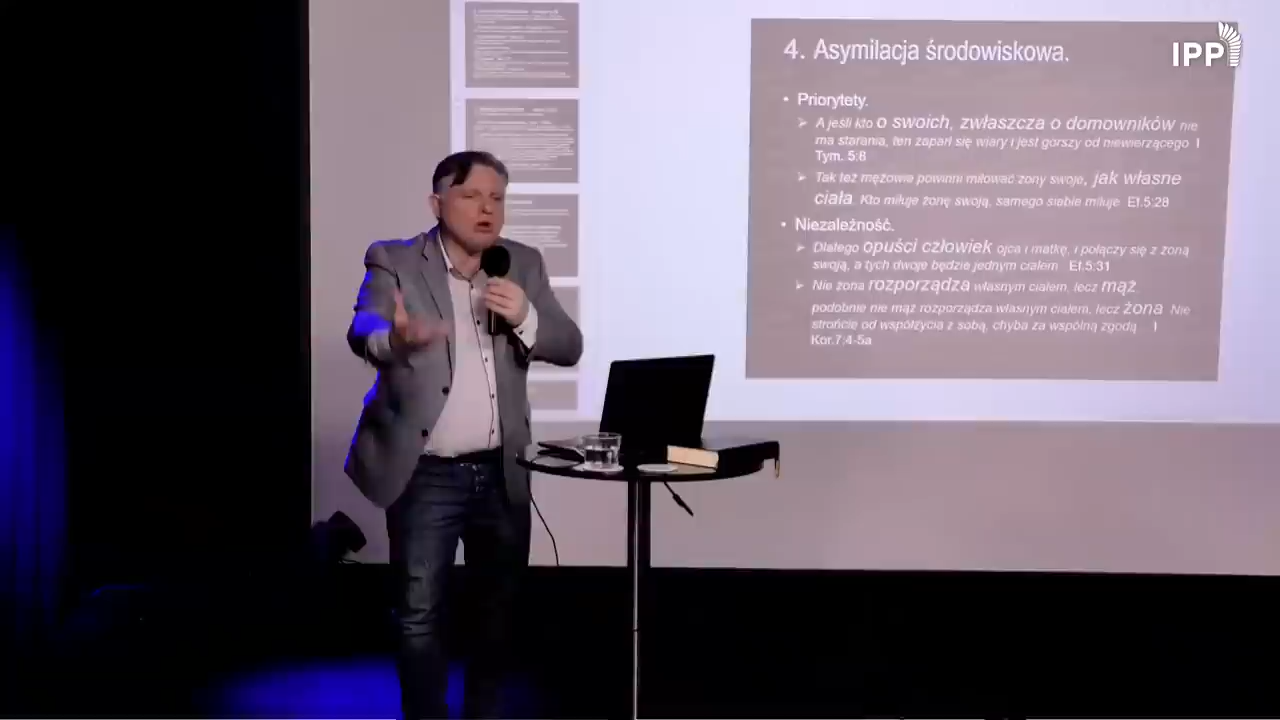 IPP
4. Asymilacja środowiskowa.
• Priorytety.
➢ A jeśli kto o swoich, zwłaszcza o domowników nie
ma starania, ten zaparł się wiary i jest gorszy od niewierzącego I
Tym. 5:8
➢ Tak też mężowie powinni miłować żony swoje, jak własne
ciała. Kto miłuje żonę swoją, samego siebie miłuje Ef.5:28
• Niezależność.
➢ Dlatego opuści człowiek ojca i matkę, i połączy się z żoną
swoją, a tych dwoje będzie jednym ciałem Ef.5:31
➢ Nie żona rozporządza własnym ciałem, lecz mąż,
podobnie nie mąż rozporządza własnym ciałem, lecz żona Nie
strońcie od współżycia z sobą, chyba za wspólną zgodą I
Kor.7:4-5a